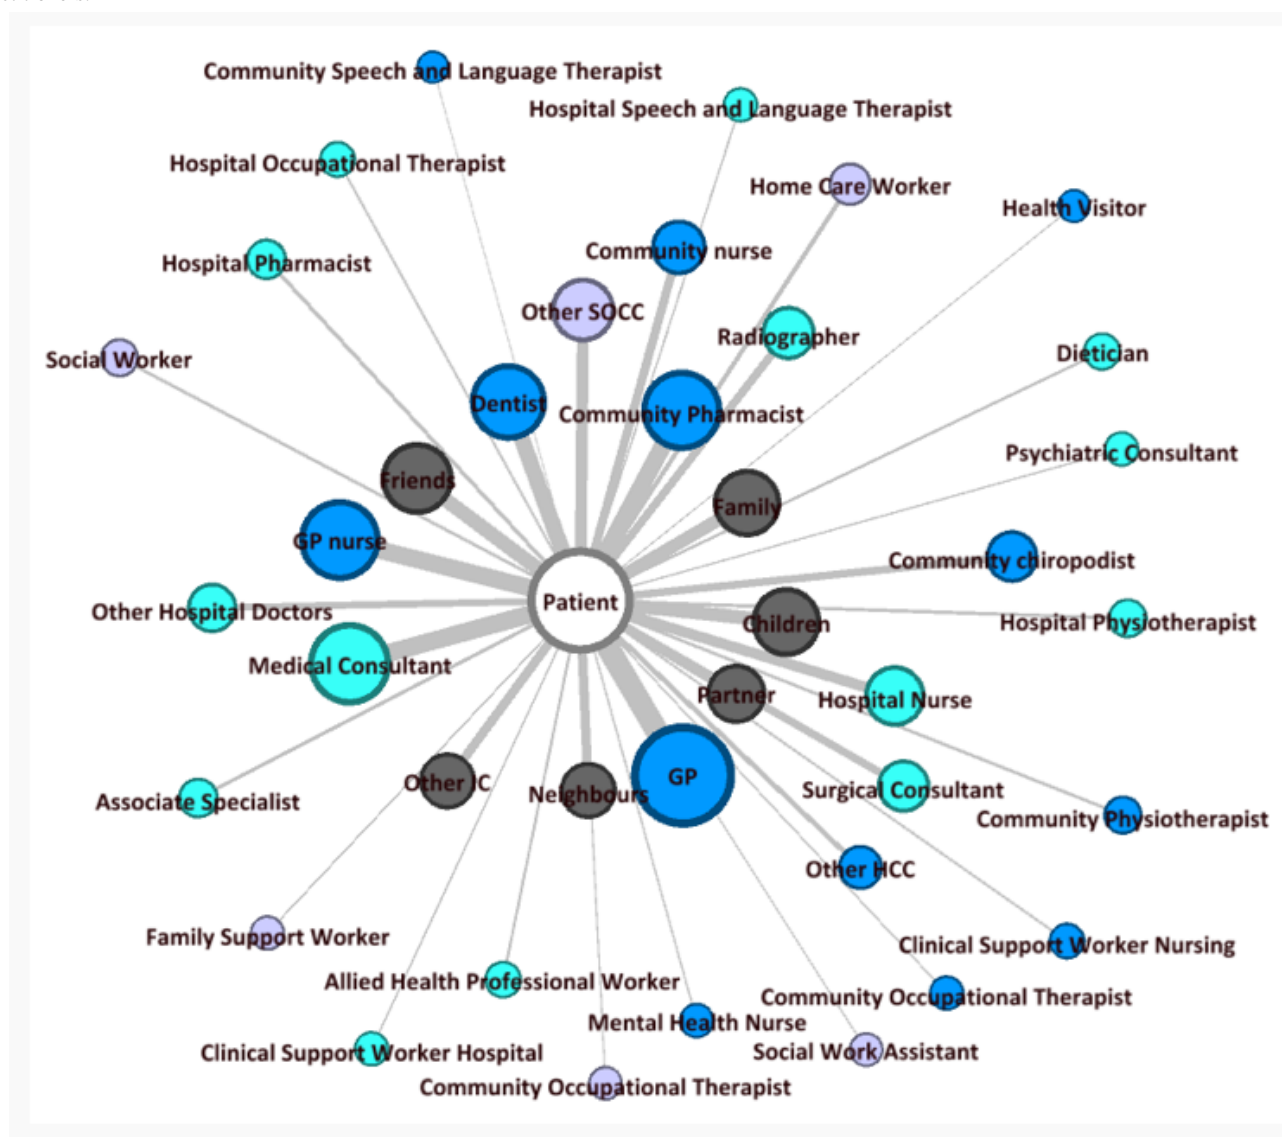 Community Speech and Language Therapist
Hospital Speech and Language Therapist
Hospital Occupational Therapist
Home Care Worker
Health Visitor
Community nurse
Hospital Pharmacist
Other SOCC
Radiographer
Social Worker
Dietician
Dentist
Community Pharmacist
Psychiatric Consultant
Friends
Family
GP nurse
Community chiropodist
Patient
Other Hospital Doctors
Children
Hospital Physiotherapist
Medical Consultant
Partner
Hospital Nurse
GP
Other IC
Neighbours
Surgical Consultant
Associate Specialist
Community Physiotherapist
Other HCC
Family Support Worker
Clinical Support Worker Nursing
Allied Health Professional Worker
Community Occupational Therapist
Mental Health Nurse
Clinical Support Worker Hospital
Social Work Assistant
Community Occupational Therapist